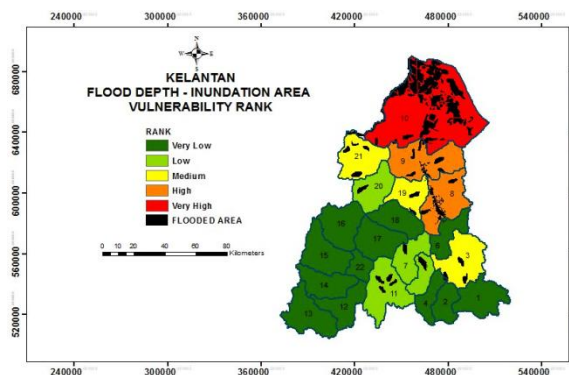 240000 300000 360000 420000 480000 540000
N
W E
S
KELANTAN
FLOOD DEPTH - INUNDATION AREA
VULNERABILITY RANK
RANK
Very Low
Low
Medium
High
Very High
FLOODED AREA
0 10 20 40 60 80
Kilometers
680000
640000
600000
560000
520000
10
21
9
20
19
8
16
18
17
6
15
7
3
22
14
11
13
12
4
2
1
240000 300000 360000 420000 480000 540000